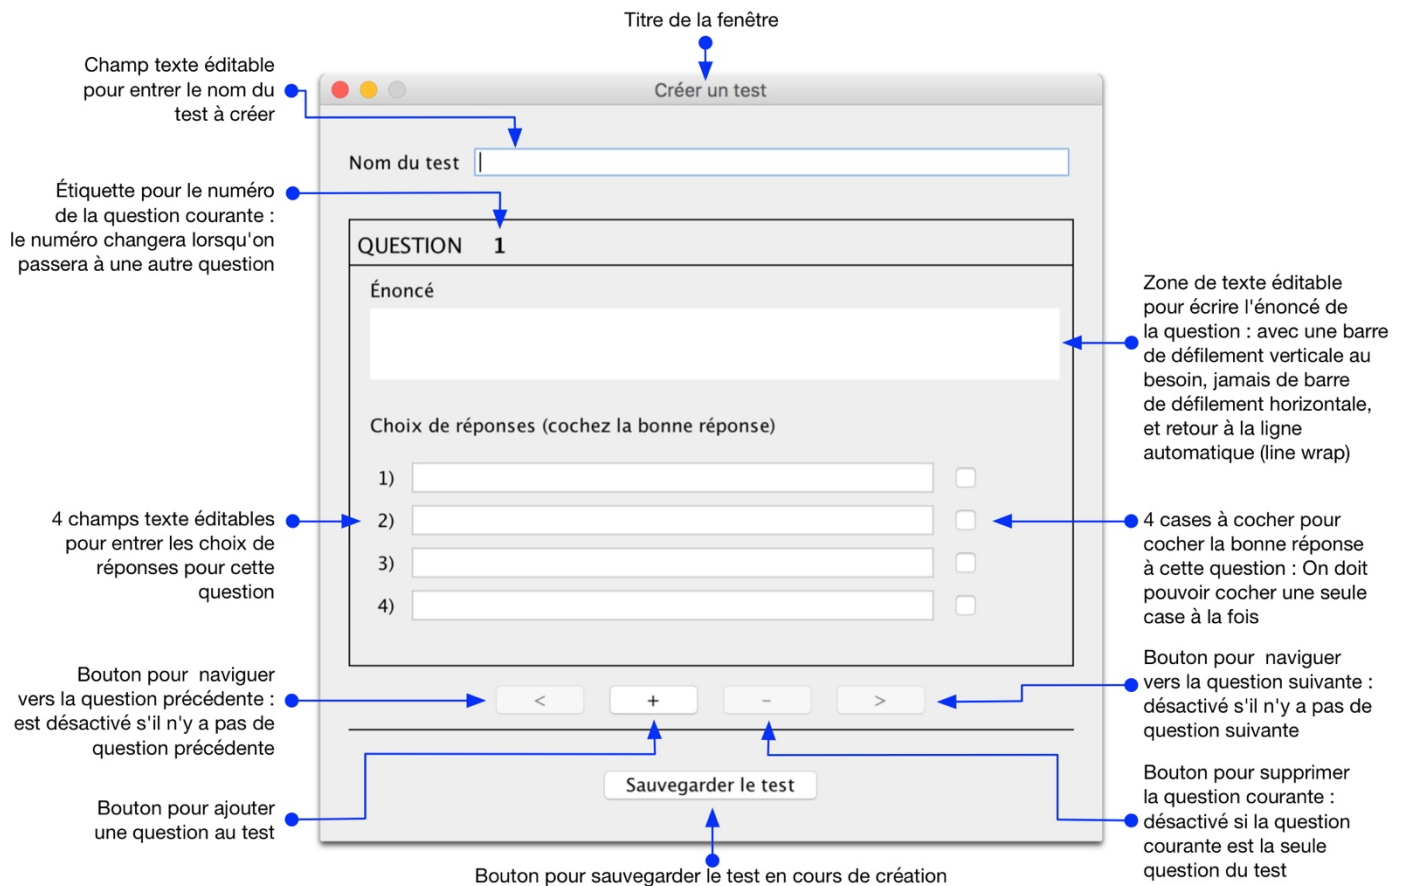 Titre de la fenêtre
Champ texte éditable
pour entrer le nom du
test à créer
Créer un test
Nom du test
Étiquette pour le numéro
de la question courante :
le numéro changera lorsqu'on
passera à une autre question
QUESTION 1
Énoncé
Zone de texte éditable
pour écrire l'énoncé de
la question : avec une barre
de défilement verticale au
besoin, jamais de barre
de défilement horizontale,
et retour à la ligne
automatique (line wrap)
Choix de réponses (cochez la bonne réponse)
1)
2)
3)
4)
4 champs texte éditables
pour entrer les choix de
réponses pour cette
question
4 cases à cocher pour
cocher la bonne réponse
à cette question : On doit
pouvoir cocher une seule
case à la fois
Bouton pour naviguer
vers la question précédente :
est désactivé s'il n'y a pas de
question précédente
< + - >
Bouton pour naviguer
vers la question suivante :
désactivé s'il n'y a pas de
question suivante
Bouton pour ajouter
une question au test
Sauvegarder le test
Bouton pour supprimer
la question courante :
désactivé si la question
courante est la seule
question du test
Bouton pour sauvegarder le test en cours de création